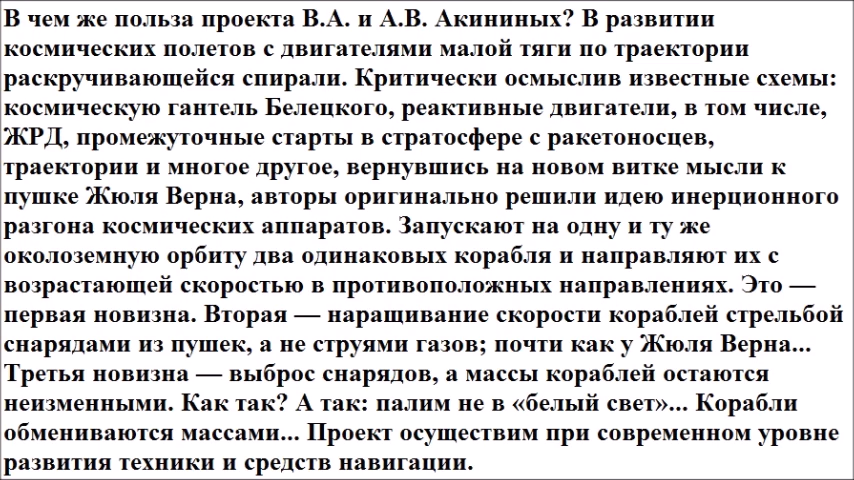 В чем же польза проекта В.А. и А.В. Акининых? В развитии
космических полетов с двигателями малой тяги по траектории
раскручивающейся спирали. Критически осмыслив известные схемы:
космическую гантель Белецкого, реактивные двигатели, в том числе,
ЖРД, промежуточные старты в стратосфере с ракетоносцев,
траектории и многое другое, вернувшись на новом витке мысли к
пушке Жюля Верна, авторы оригинально решили идею инерционного
разгона космических аппаратов. Запускают на одну и ту же
околоземную орбиту два одинаковых корабля и направляют их с
возрастающей скоростью в противоположных направлениях. Это —
первая новизна. Вторая — наращивание скорости кораблей стрельбой
снарядами из пушек, а не струями газов; почти как у Жюля Верна...
Третья новизна — выброс снарядов, а массы кораблей остаются
неизменными. Как так? А так: палим не в «белый свет»... Корабли
обмениваются массами... Проект осуществим при современном уровне
развития техники и средств навигации.